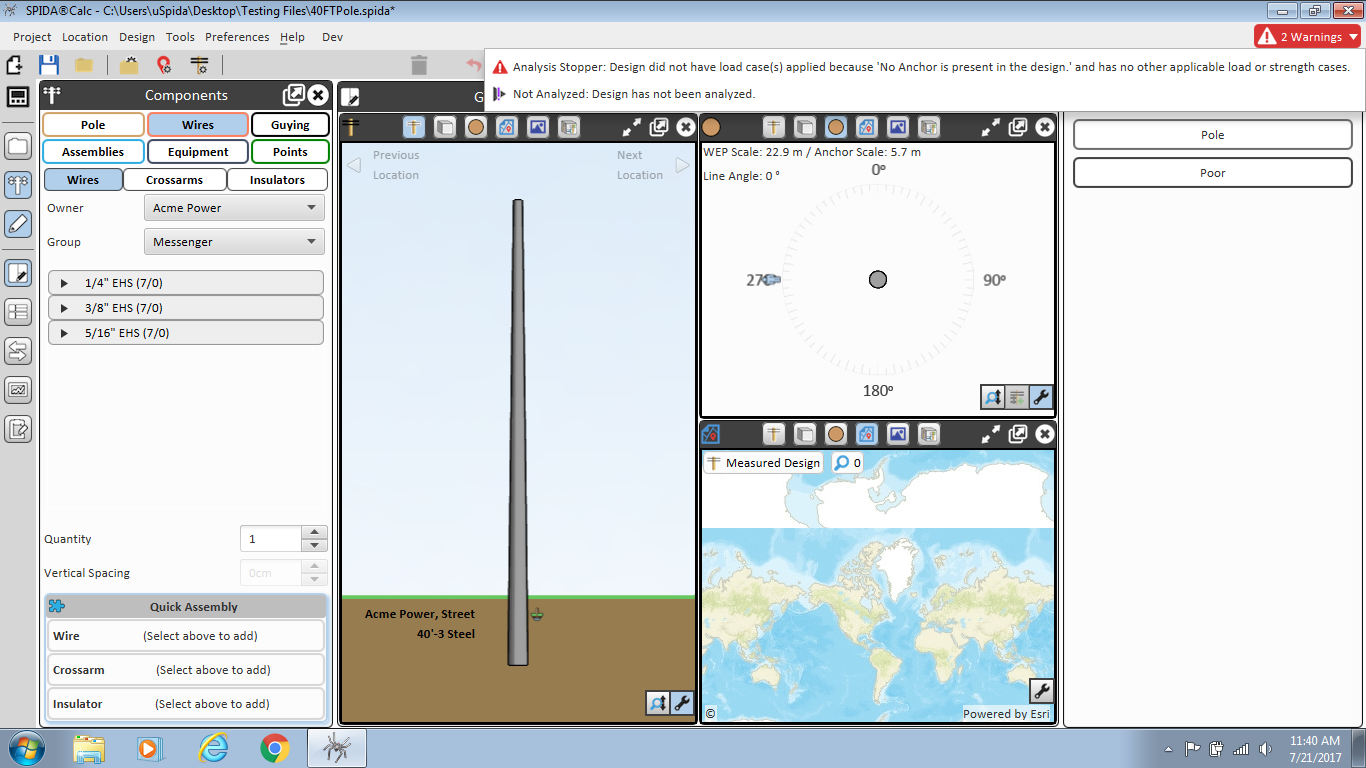 SPIDA®Calc - C:\Users\uSpida\Desktop\Testing Files\40FTPole.spida*
Project Location Design Tools Preferences Help Dev
2 Warnings
Analysis Stopper: Design did not have load case(s) applied because 'No Anchor is present in the design.' and has no other applicable load or strength cases.
Not Analyzed: Design has not been analyzed.
Components
G
Pole Wires Guying
Assemblies Equipment Points
Wires Crossarms Insulators
Owner Acme Power
Group Messenger
1/4" EHS (7/0)
3/8" EHS (7/0)
5/16" EHS (7/0)
Quantity 1
Vertical Spacing 0cm
Quick Assembly
Wire (Select above to add)
Crossarm (Select above to add)
Insulator (Select above to add)
Previous
Location
Next
Location
Acme Power, Street
40'-3 Steel
WEP Scale: 22.9 m / Anchor Scale: 5.7 m
Line Angle: 0 °
0º
90º
180º
Measured Design 0
©
Powered by Esri
Pole
Poor
11:40 AM
7/21/2017